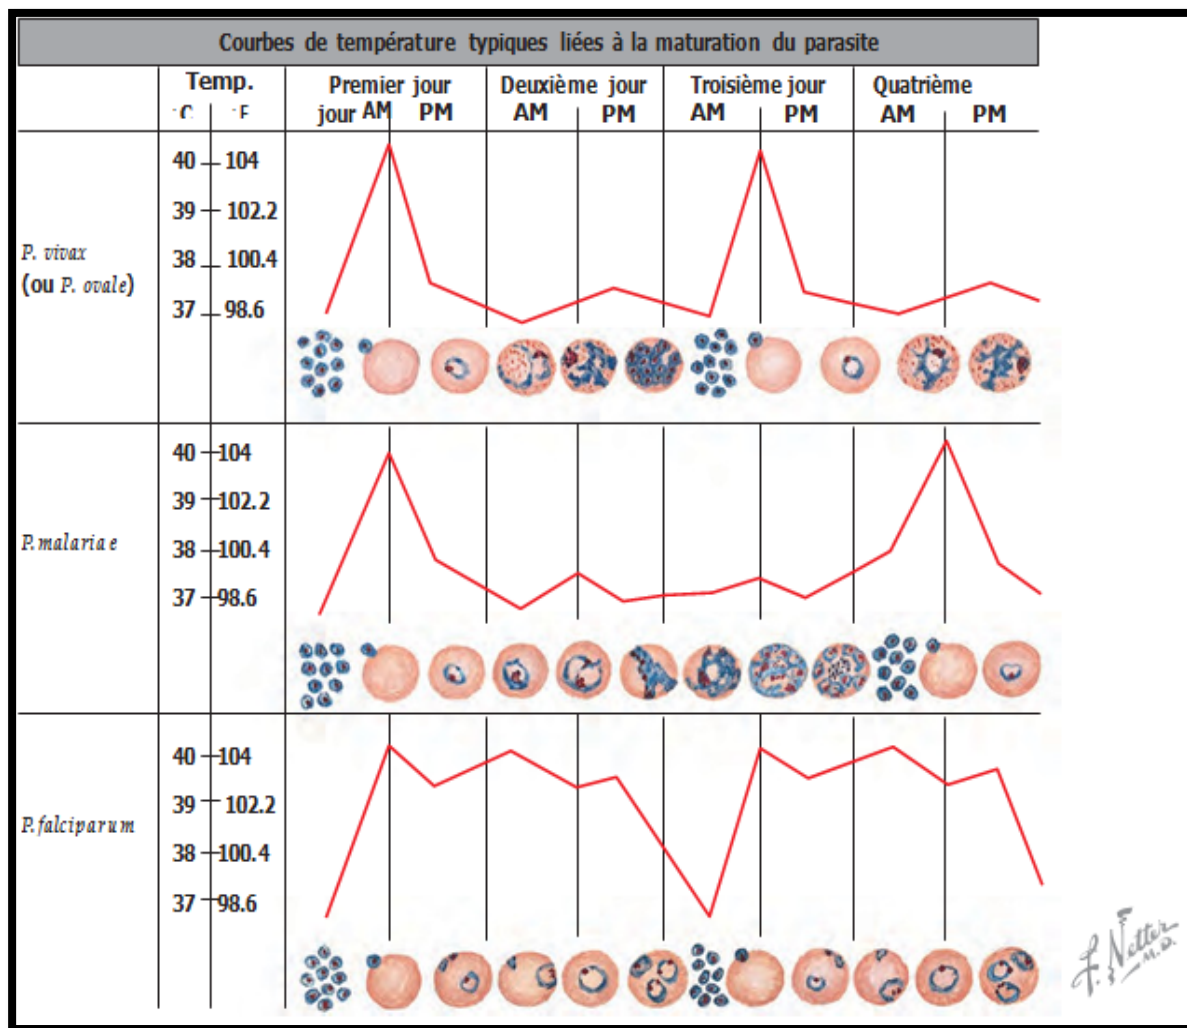 Courbes de température typiques liées à la maturation du parasite
Temp.
°C °F
Premier jour Deuxième jour Troisième jour Quatrième
jour AM PM AM PM AM PM AM PM
P. vivax
(ou P. ovale)
40 104
39 102.2
38 100.4
37 98.6
P. malariae
40 104
39 102.2
38 100.4
37 98.6
P. falciparum
40 104
39 102.2
38 100.4
37 98.6
F. Netter
M.D.